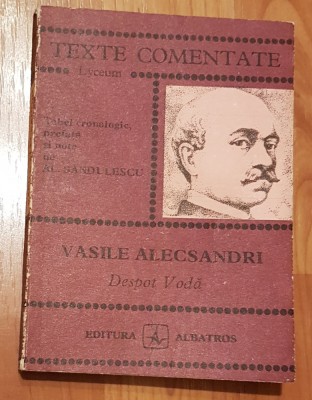 TEXTE COMENTATE
Lyceum
Tabel cronologic,
prefață
și note
de
AL. SĂNDULESCU
VASILE ALECSANDRI
Despot Vodă
EDITURA ALBATROS